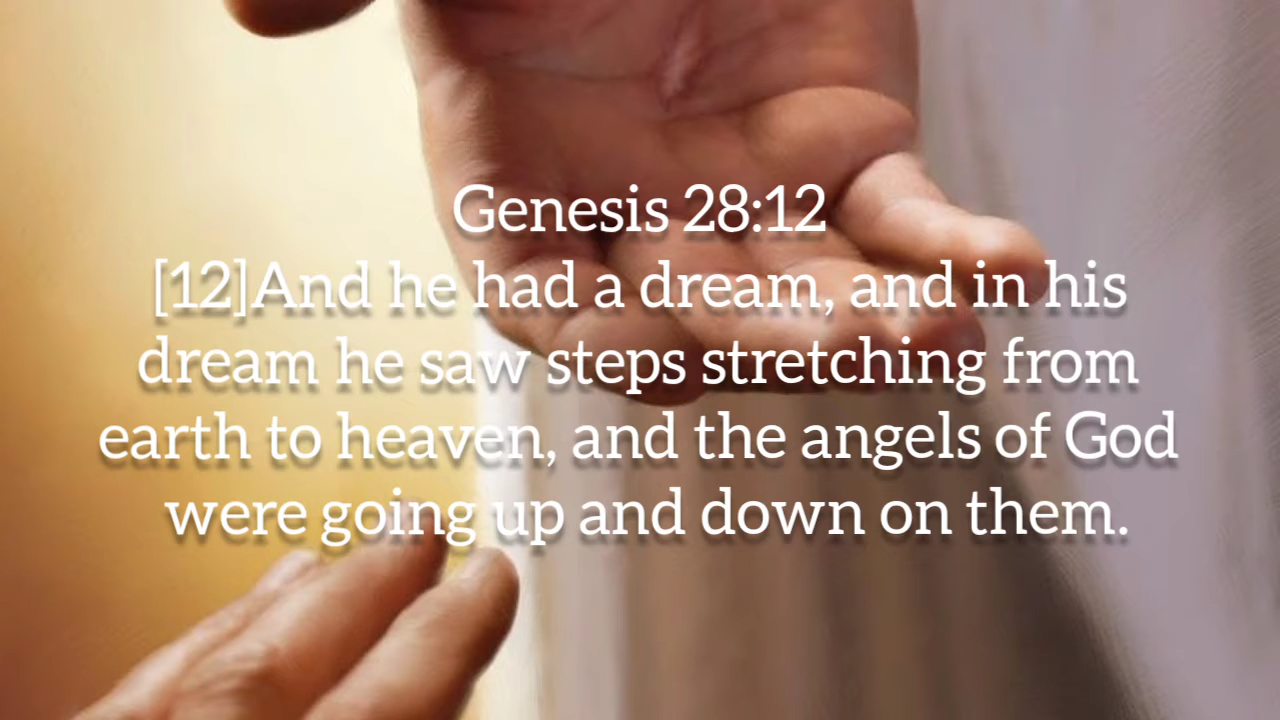 Genesis 28:12
[12]And he had a dream, and in his
dream he saw steps stretching from
earth to heaven, and the angels of God
were going up and down on them.